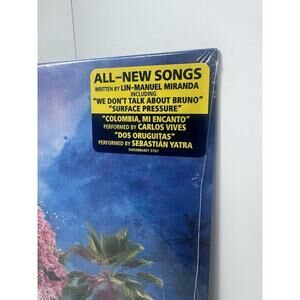 ALL-NEW SONGS
WRITTEN BY LIN-MANUEL MIRANDA
INCLUDING
"WE DON'T TALK ABOUT BRUNO"
"SURFACE PRESSURE"
"COLOMBIA, MI ENCANTO"
PERFORMED BY CARLOS VIVES
"DOS ORUGUITAS"
PERFORMED BY SEBASTIÁN YATRA